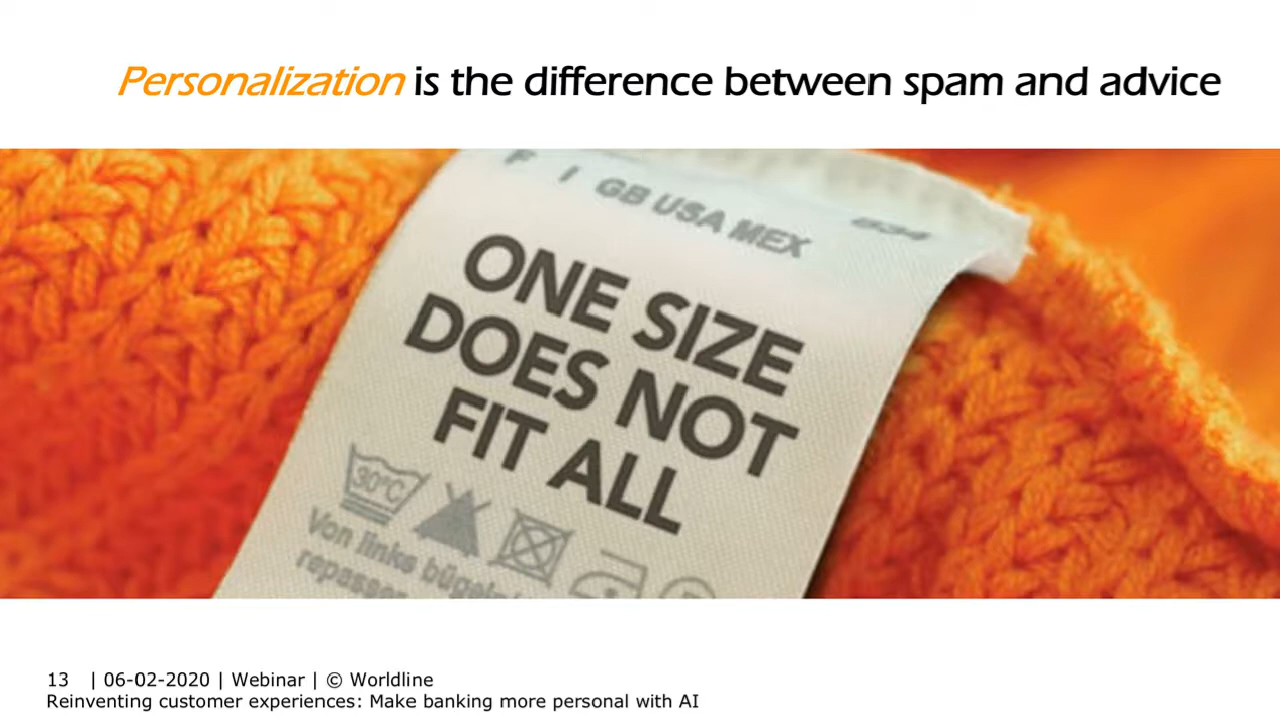 Personalization is the difference between spam and advice
F I GB USA MEX
ONE SIZE
DOES NOT
FIT ALL
30°C
Von links bügeln
repasser
13 | 06-02-2020 | Webinar | © Worldline
Reinventing customer experiences: Make banking more personal with AI